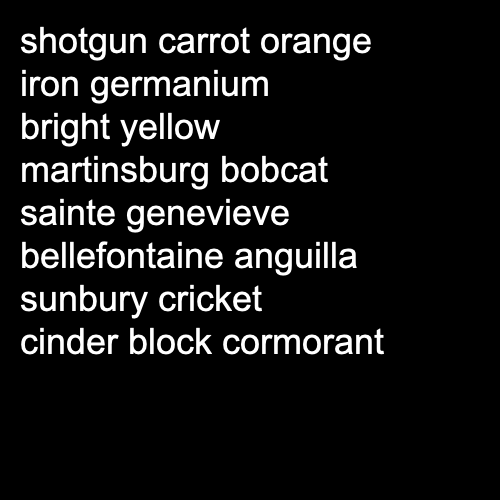 shotgun carrot orange
iron germanium
bright yellow
martinsburg bobcat
sainte genevieve
bellefontaine anguilla
sunbury cricket
cinder block cormorant